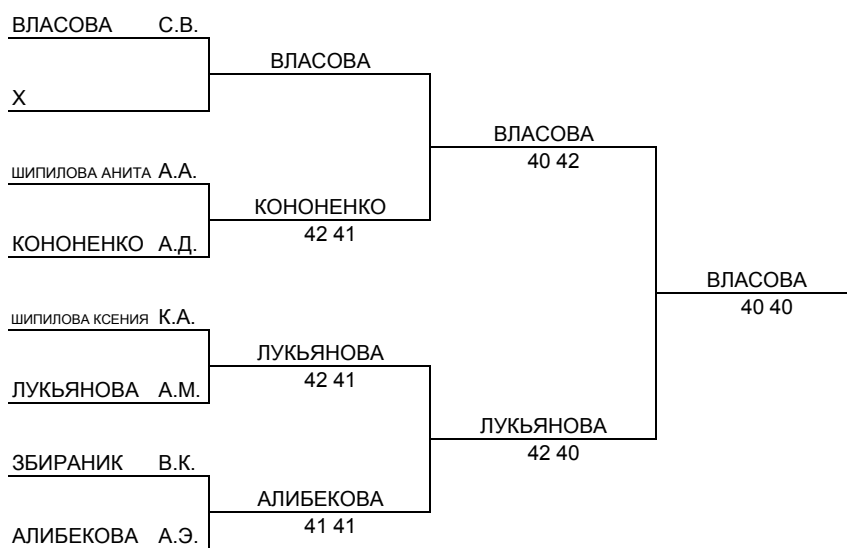 ВЛАСОВА С.В.
ВЛАСОВА
Х
ВЛАСОВА
40 42
ШИПИЛОВА АНИТА А.А.
КОНОНЕНКО
42 41
КОНОНЕНКО А.Д.
ВЛАСОВА
40 40
ШИПИЛОВА КСЕНИЯ К.А.
ЛУКЬЯНОВА
42 41
ЛУКЬЯНОВА А.М.
ЛУКЬЯНОВА
42 40
ЗБИРАНИК В.К.
АЛИБЕКОВА
41 41
АЛИБЕКОВА А.Э.